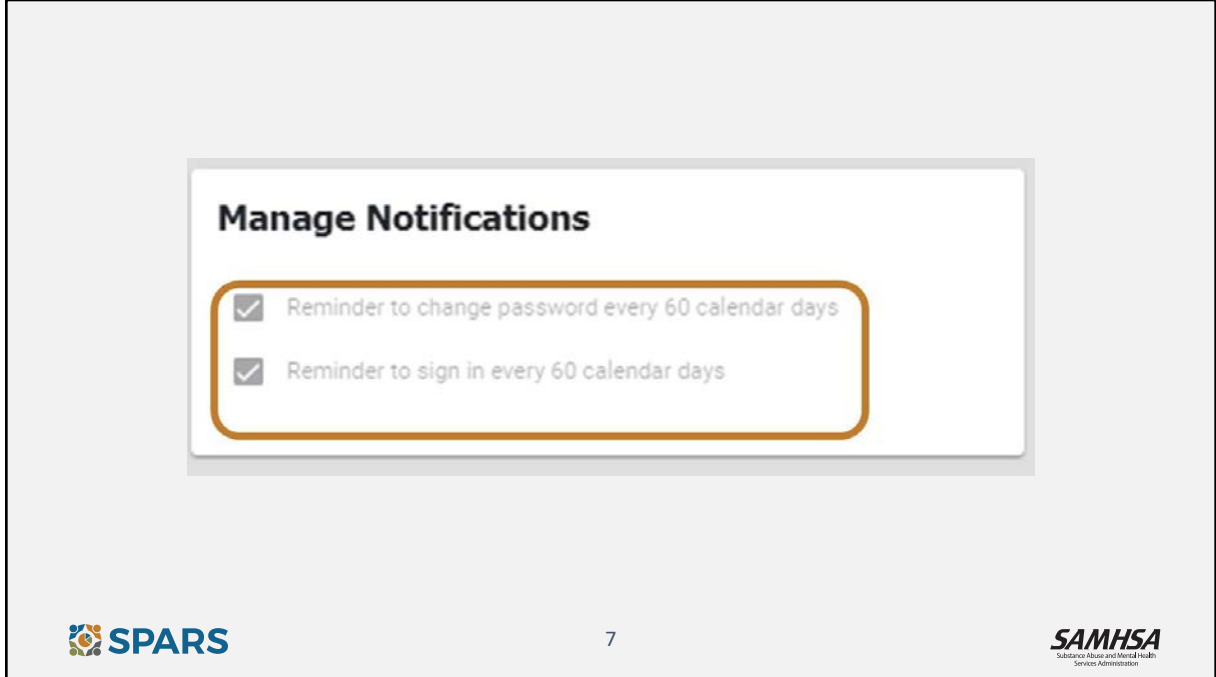 Manage Notifications
Reminder to change password every 60 calendar days
Reminder to sign in every 60 calendar days
SPARS
7
SAMHSA
Substance Abuse and Mental Health
Services Administration